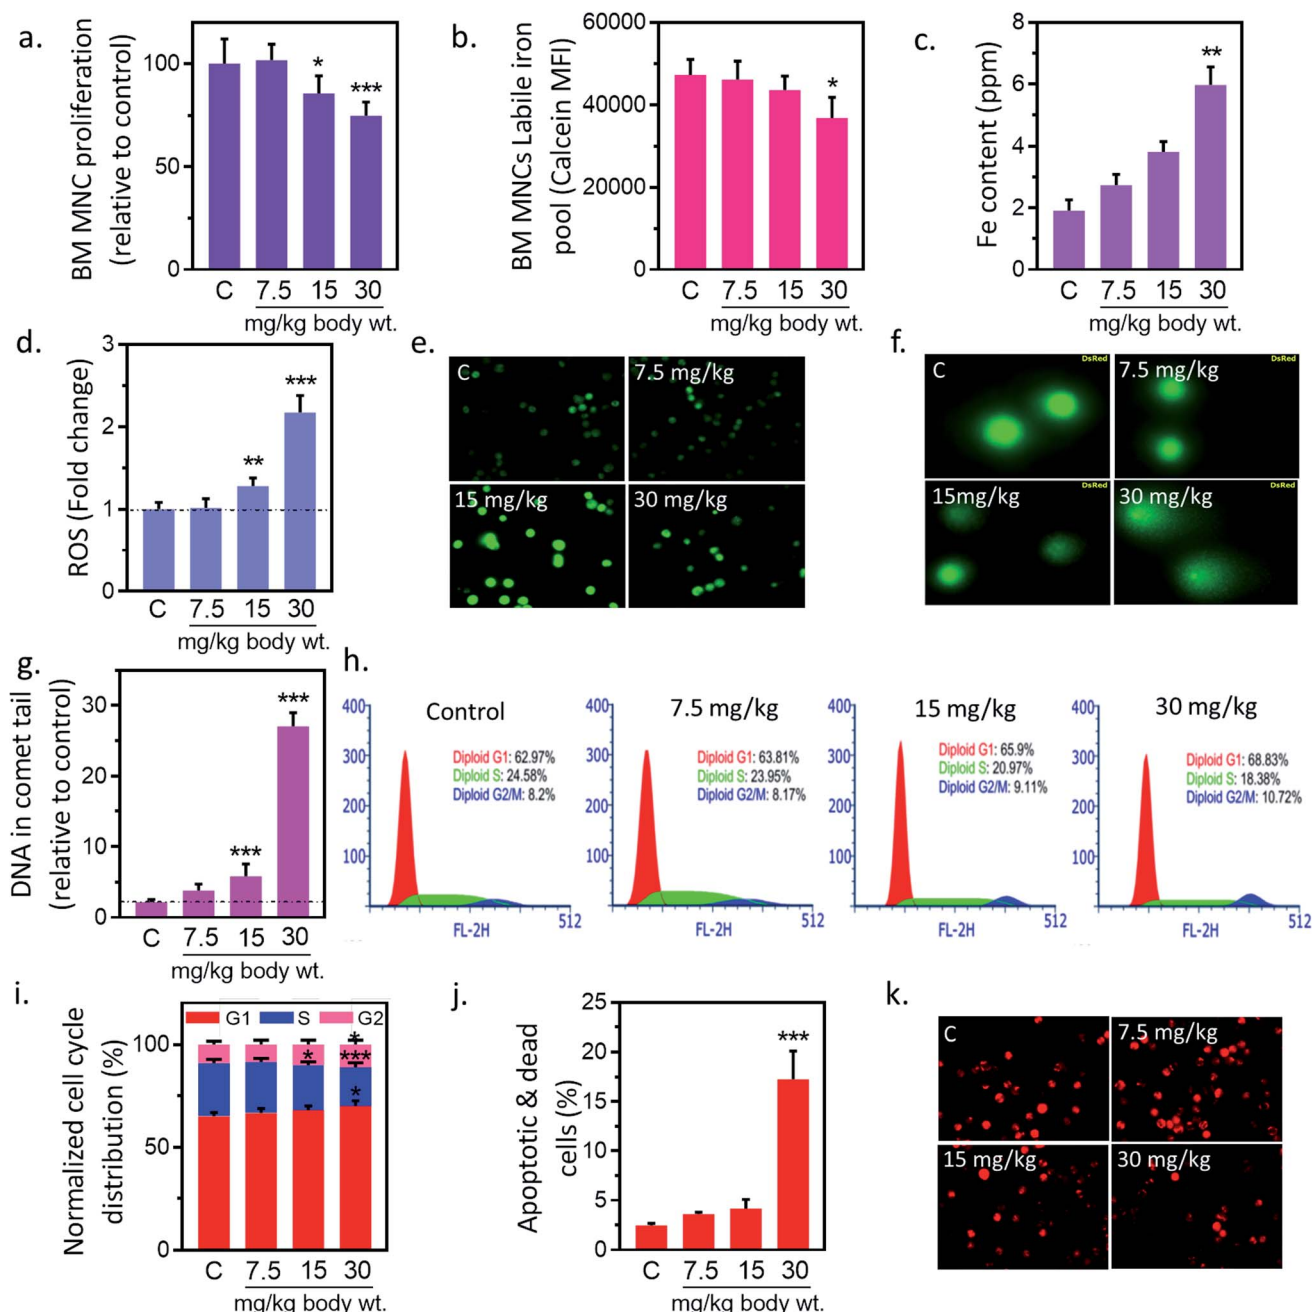 a.
BM MNC proliferation
(relative to control)
100
50
0
*
***
C 7.5 15 30
mg/kg body wt.
b.
BM MNCs Labile iron
pool (Calcein MFI)
60000
40000
20000
0
*
C 7.5 15 30
mg/kg body wt.
c.
Fe content (ppm)
8
6
4
2
0
**
C 7.5 15 30
mg/kg body wt.
d.
ROS (Fold change)
3
2
1
0
**
***
C 7.5 15 30
mg/kg body wt.
e.
C
7.5 mg/kg
15 mg/kg
30 mg/kg
f.
C
DsRed
7.5 mg/kg
DsRed
15mg/kg
DsRed
30 mg/kg
DsRed
g.
DNA in comet tail
(relative to control)
30
20
10
0
***
***
C 7.5 15 30
mg/kg body wt.
h.
Control
400
300
200
100
Diploid G1: 62.97%
Diploid S: 24.58%
Diploid G2/M: 8.2%
FL-2H
512
7.5 mg/kg
400
300
200
100
Diploid G1: 63.81%
Diploid S: 23.95%
Diploid G2/M: 8.17%
FL-2H
512
15 mg/kg
400
300
200
100
Diploid G1: 65.9%
Diploid S: 20.97%
Diploid G2/M: 9.11%
FL-2H
512
30 mg/kg
400
300
200
100
Diploid G1: 68.83%
Diploid S: 18.38%
Diploid G2/M: 10.72%
FL-2H
512
i.
Normalized cell cycle
distribution (%)
G1 S G2
100
50
0
*
*
***
*
C 7.5 15 30
mg/kg body wt.
j.
Apoptotic & dead
cells (%)
25
20
15
10
5
0
***
C 7.5 15 30
mg/kg body wt.
k.
C
7.5 mg/kg
15 mg/kg
30 mg/kg